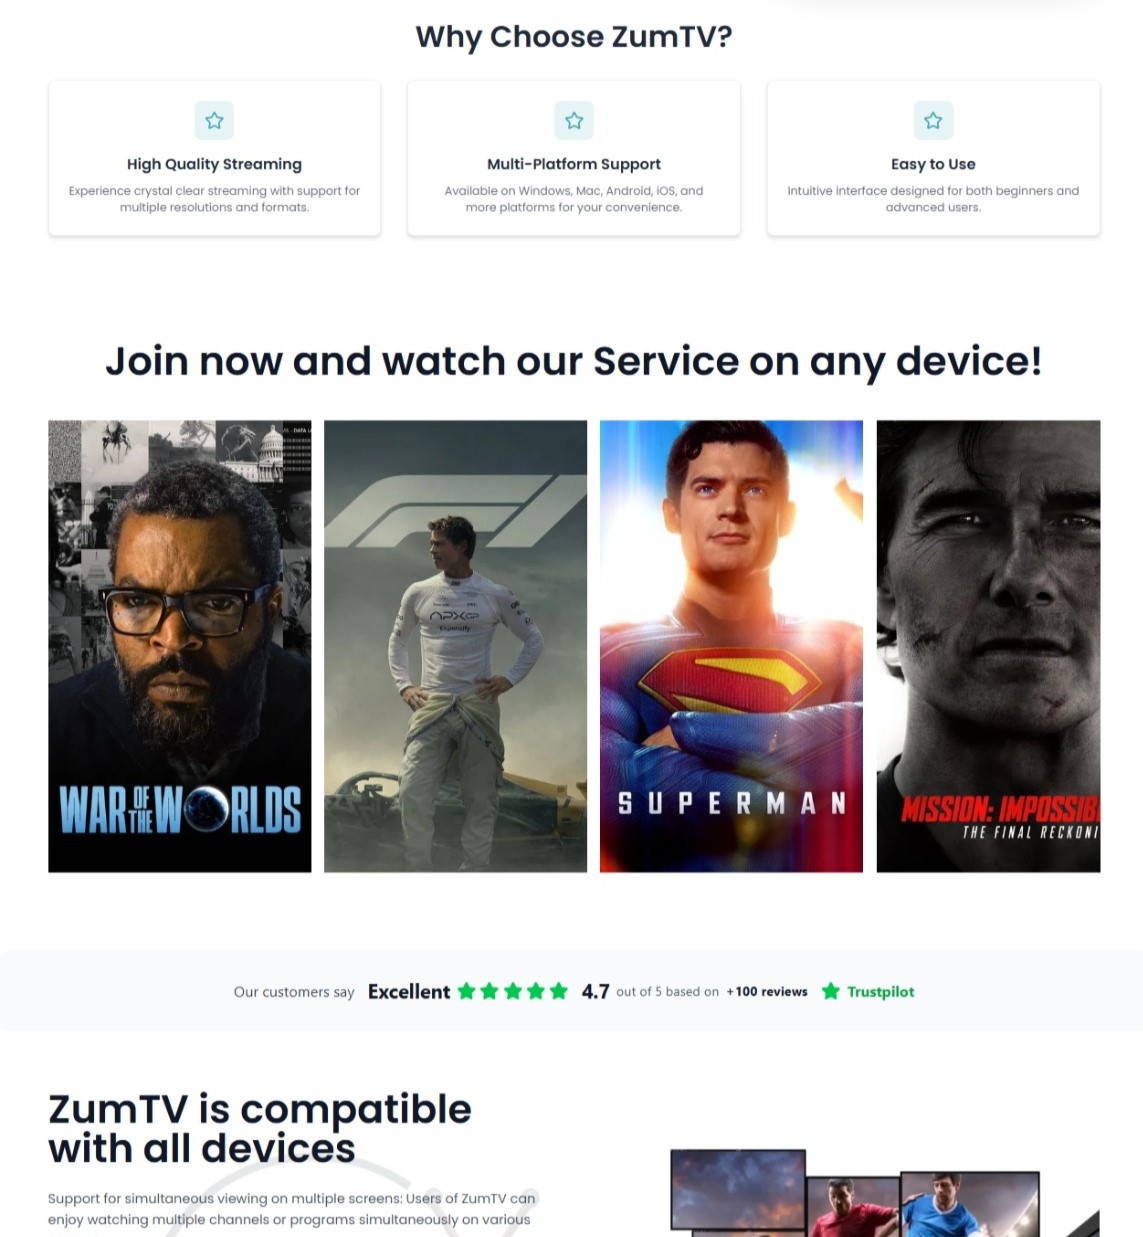 Why Choose ZumTV?
High Quality Streaming
Experience crystal clear streaming with support for
multiple resolutions and formats.
Multi-Platform Support
Available on Windows, Mac, Android, iOS, and
more platforms for your convenience.
Easy to Use
Intuitive interface designed for both beginners and
advanced users.
Join now and watch our Service on any device!
WAR OF THE WORLDS
F1
APXGP
Expensify
SUPERMAN
MISSION: IMPOSSIB
THE FINAL RECKONI
Our customers say Excellent 4.7 out of 5 based on +100 reviews Trustpilot
ZumTV is compatible
with all devices
Support for simultaneous viewing on multiple screens: Users of ZumTV can
enjoy watching multiple channels or programs simultaneously on various